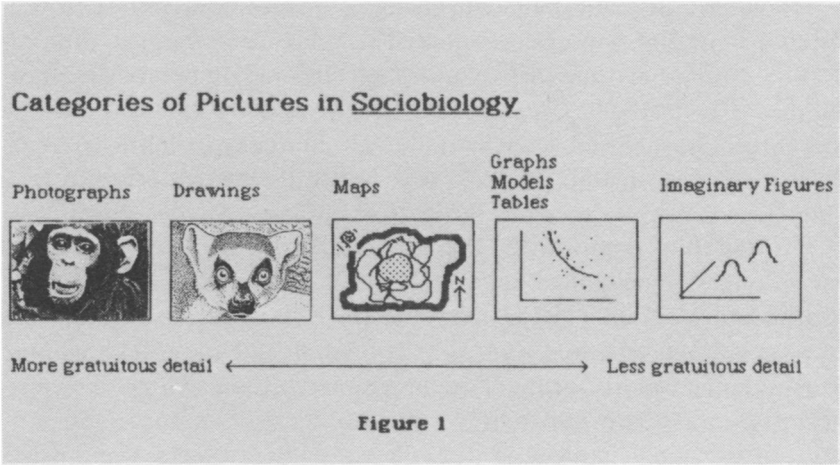 Categories of Pictures in Sociobiology
Photographs
Drawings
Maps
Graphs
Models
Tables
Imaginary Figures
N
More gratuitous detail
Less gratuitous detail
Figure 1